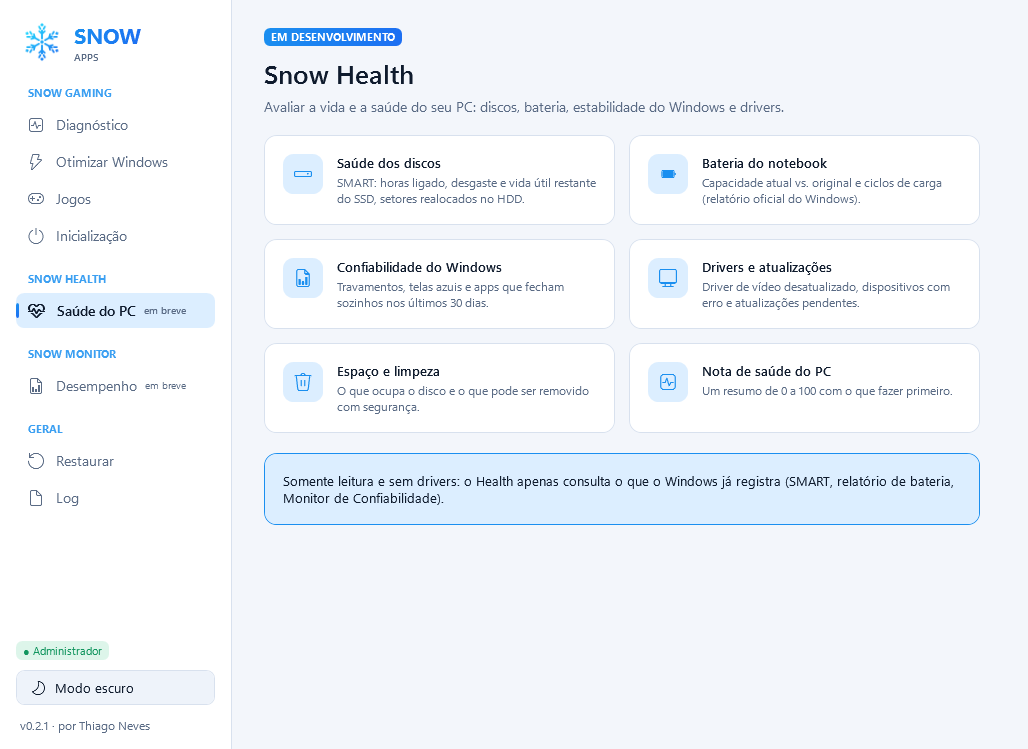 SNOW
APPS
SNOW GAMING
Diagnóstico
Otimizar Windows
Jogos
Inicialização
SNOW HEALTH
Saúde do PC em breve
SNOW MONITOR
Desempenho em breve
GERAL
Restaurar
Log
Administrador
Modo escuro
v0.2.1 · por Thiago Neves
EM DESENVOLVIMENTO
Snow Health
Avaliar a vida e a saúde do seu PC: discos, bateria, estabilidade do Windows e drivers.
Saúde dos discos
SMART: horas ligado, desgaste e vida útil restante
do SSD, setores realocados no HDD.
Bateria do notebook
Capacidade atual vs. original e ciclos de carga
(relatório oficial do Windows).
Confiabilidade do Windows
Travamentos, telas azuis e apps que fecham
sozinhos nos últimos 30 dias.
Drivers e atualizações
Driver de vídeo desatualizado, dispositivos com
erro e atualizações pendentes.
Espaço e limpeza
O que ocupa o disco e o que pode ser removido
com segurança.
Nota de saúde do PC
Um resumo de 0 a 100 com o que fazer primeiro.
Somente leitura e sem drivers: o Health apenas consulta o que o Windows já registra (SMART, relatório de bateria,
Monitor de Confiabilidade).